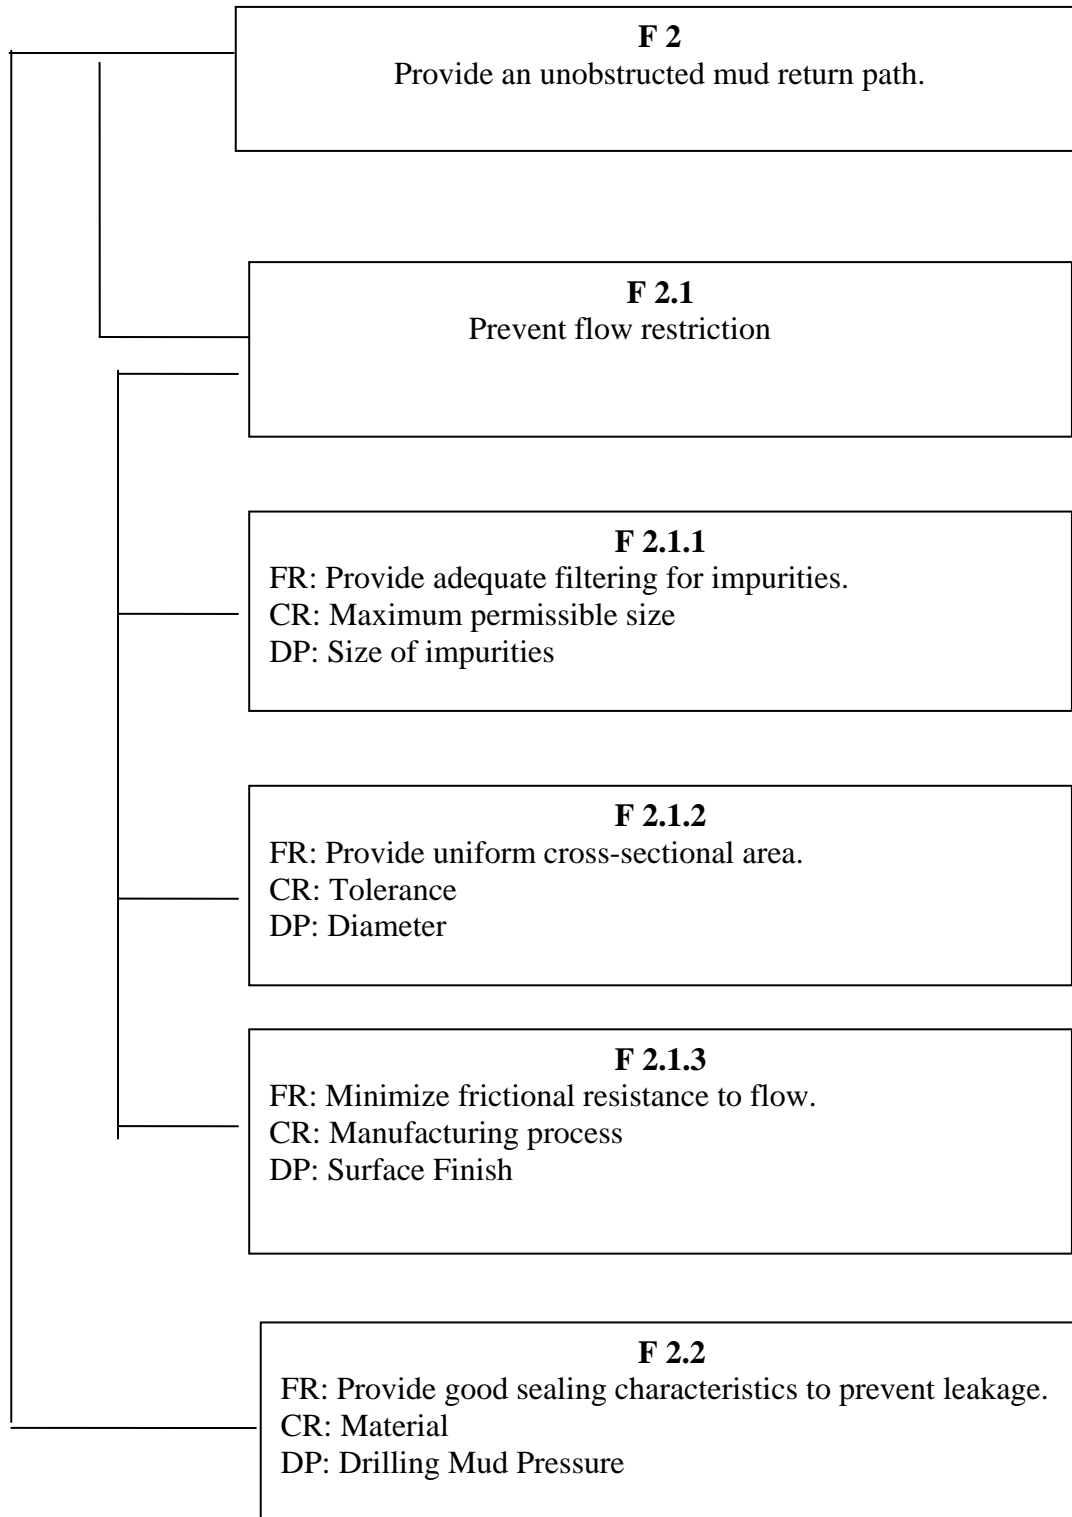 F 2
Provide an unobstructed mud return path.
F 2.1
Prevent flow restriction
F 2.1.1
FR: Provide adequate filtering for impurities.
CR: Maximum permissible size
DP: Size of impurities
F 2.1.2
FR: Provide uniform cross-sectional area.
CR: Tolerance
DP: Diameter
F 2.1.3
FR: Minimize frictional resistance to flow.
CR: Manufacturing process
DP: Surface Finish
F 2.2
FR: Provide good sealing characteristics to prevent leakage.
CR: Material
DP: Drilling Mud Pressure